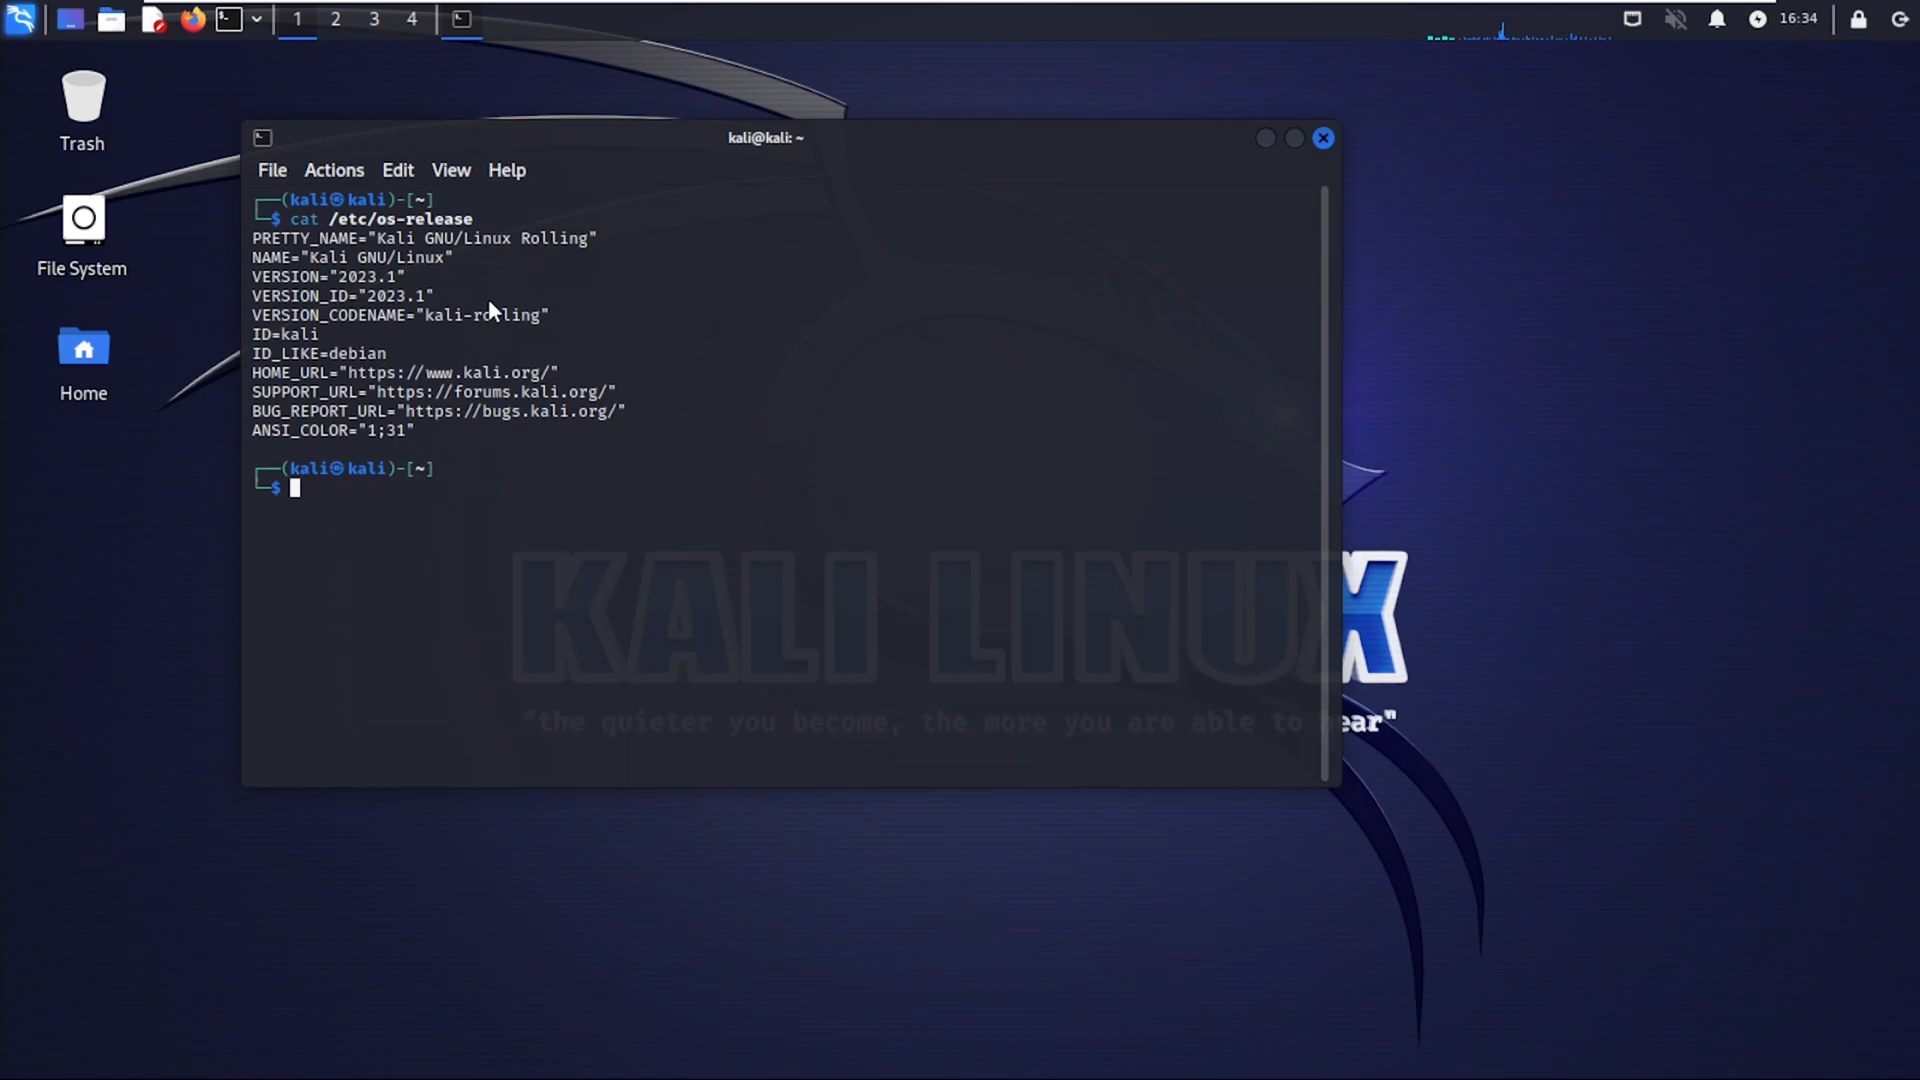 1 2 3 4
16:34
Trash
File System
Home
kali@kali: ~
File Actions Edit View Help
┌──(kali㉿kali)-[~]
└─$ cat /etc/os-release
PRETTY_NAME="Kali GNU/Linux Rolling"
NAME="Kali GNU/Linux"
VERSION="2023.1"
VERSION_ID="2023.1"
VERSION_CODENAME="kali-rolling"
ID=kali
ID_LIKE=debian
HOME_URL="https://www.kali.org/"
SUPPORT_URL="https://forums.kali.org/"
BUG_REPORT_URL="https://bugs.kali.org/"
ANSI_COLOR="1;31"
┌──(kali㉿kali)-[~]
└─$
KALI LINUX
"the quieter you become, the more you are able to hear"